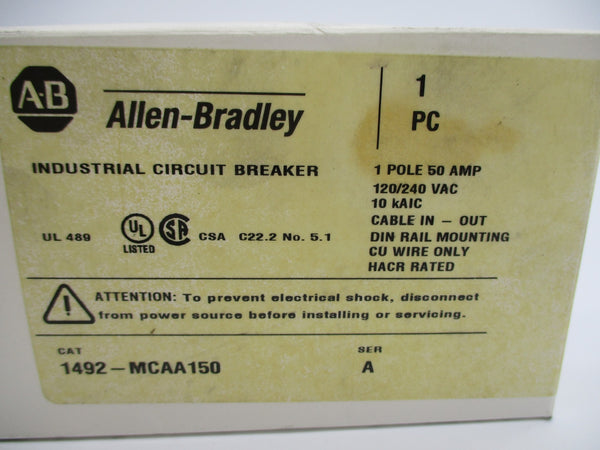 A-B
Allen-Bradley
1
PC
INDUSTRIAL CIRCUIT BREAKER
1 POLE 50 AMP
120/240 VAC
10 kAIC
CABLE IN – OUT
DIN RAIL MOUNTING
CU WIRE ONLY
HACR RATED
UL 489
UL
LISTED
SA
CSA C22.2 No. 5.1
ATTENTION: To prevent electrical shock, disconnect
from power source before installing or servicing.
CAT
1492–MCAA150
SER
A